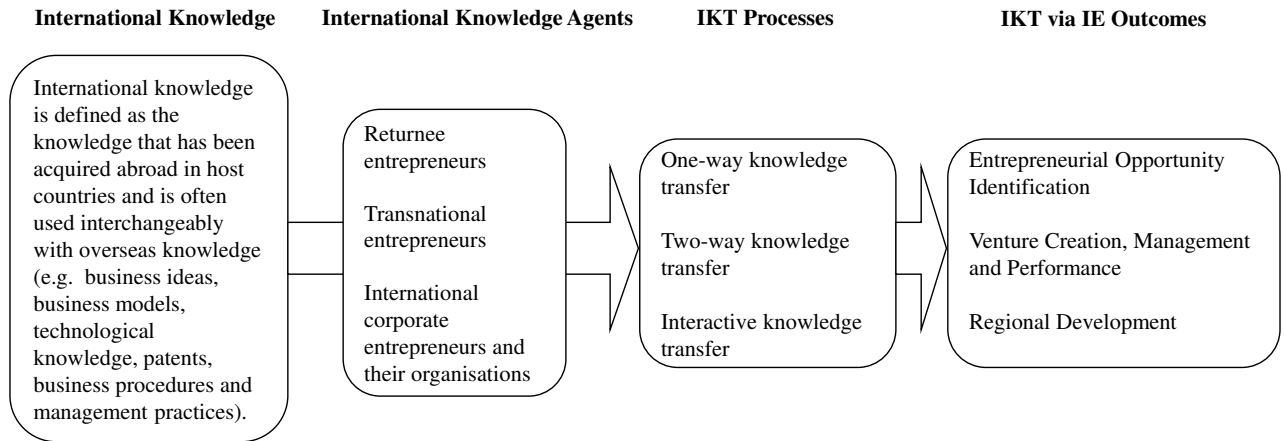 International Knowledge
International Knowledge Agents
IKT Processes
IKT via IE Outcomes
International knowledge
is defined as the
knowledge that has been
acquired abroad in host
countries and is often
used interchangeably
with overseas knowledge
(e.g. business ideas,
business models,
technological
knowledge, patents,
business procedures and
management practices).
Returnee
entrepreneurs
Transnational
entrepreneurs
International
corporate
entrepreneurs and
their organisations
One-way knowledge
transfer
Two-way knowledge
transfer
Interactive knowledge
transfer
Entrepreneurial Opportunity
Identification
Venture Creation, Management
and Performance
Regional Development